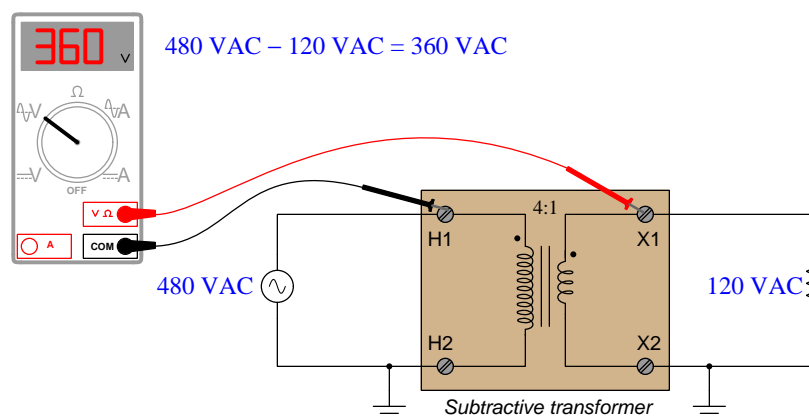 360 V
480 VAC − 120 VAC = 360 VAC
Ω
V
A
V
A
OFF
V Ω
A
COM
4:1
H1
X1
480 VAC
120 VAC
H2
X2
Subtractive transformer